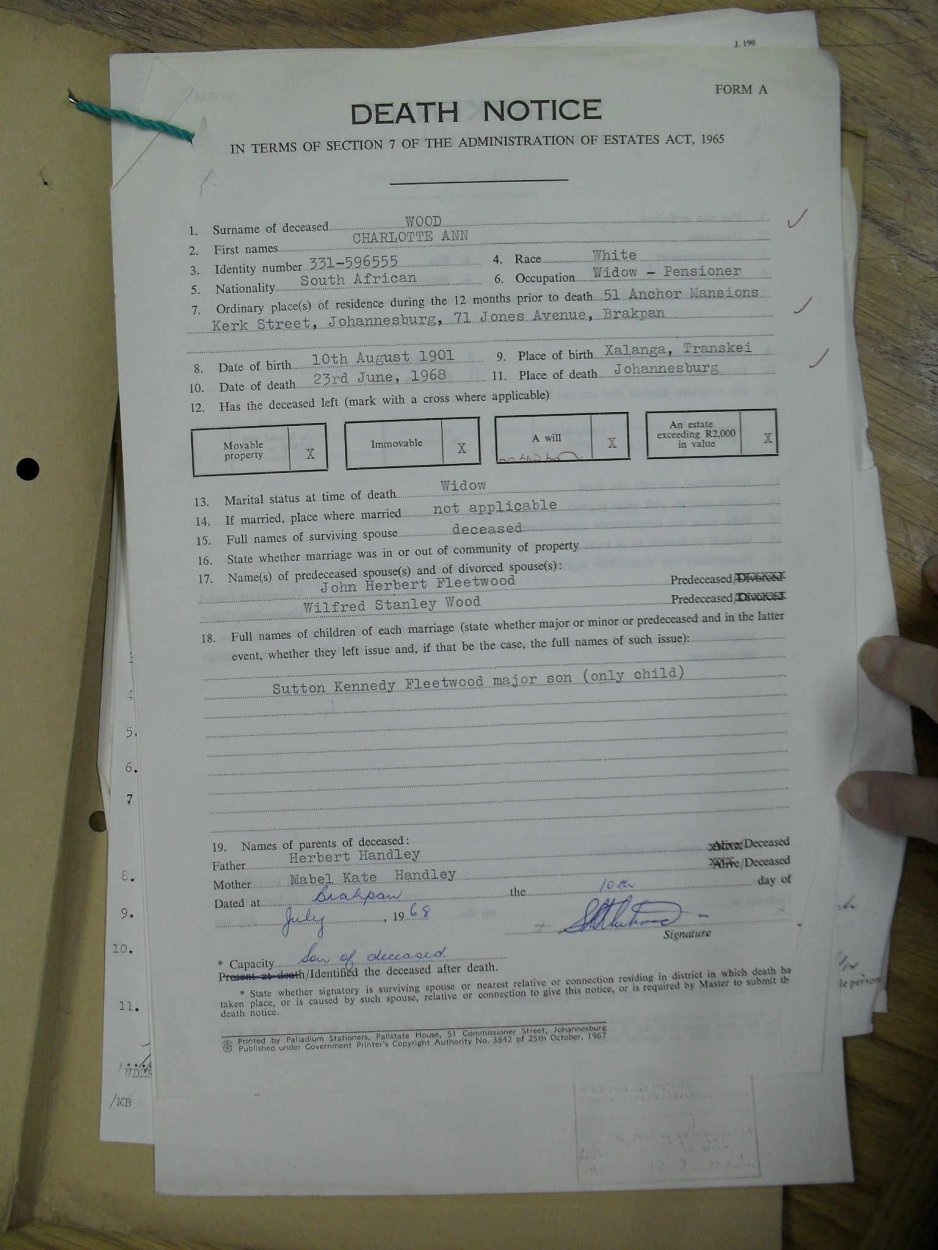 J. 190
FORM A
DEATH NOTICE
IN TERMS OF SECTION 7 OF THE ADMINISTRATION OF ESTATES ACT, 1965
1. Surname of deceased WOOD
2. First names CHARLOTTE ANN
3. Identity number 331-596555 4. Race White
5. Nationality South African 6. Occupation Widow - Pensioner
7. Ordinary place(s) of residence during the 12 months prior to death 51 Anchor Mansions
Kerk Street, Johannesburg, 71 Jones Avenue, Brakpan
8. Date of birth 10th August 1901 9. Place of birth Xalanga, Transkei
10. Date of death 23rd June, 1968 11. Place of death Johannesburg
12. Has the deceased left (mark with a cross where applicable)
Movable property X Immovable X A will X An estate exceeding R2,000 in value X
13. Marital status at time of death Widow
14. If married, place where married not applicable
15. Full names of surviving spouse deceased
16. State whether marriage was in or out of community of property
17. Name(s) of predeceased spouse(s) and of divorced spouse(s):
John Herbert Fleetwood Predeceased/Divorced
Wilfred Stanley Wood Predeceased/Divorced
18. Full names of children of each marriage (state whether major or minor or predeceased and in the latter
event, whether they left issue and, if that be the case, the full names of such issue):
Sutton Kennedy Fleetwood major son (only child)
5.
6.
7
19. Names of parents of deceased:
Father Herbert Handley Alive/Deceased
8.
Mother Mabel Kate Handley Alive/Deceased
Dated at Brakpan the 10th day of
9.
July, 1968
Signature
10.
* Capacity Son of deceased.
Present at death/Identified the deceased after death.
* State whether signatory is surviving spouse or nearest relative or connection residing in district in which death ha
taken place, or is caused by such spouse, relative or connection to give this notice, or is required by Master to submit th
death notice.
le person
11.
Printed by Palladium Stationers, Pallstate House, 51 Commissioner Street, Johannesburg
Published under Government Printer's Copyright Authority No. 3842 of 25th October, 1967
/KB